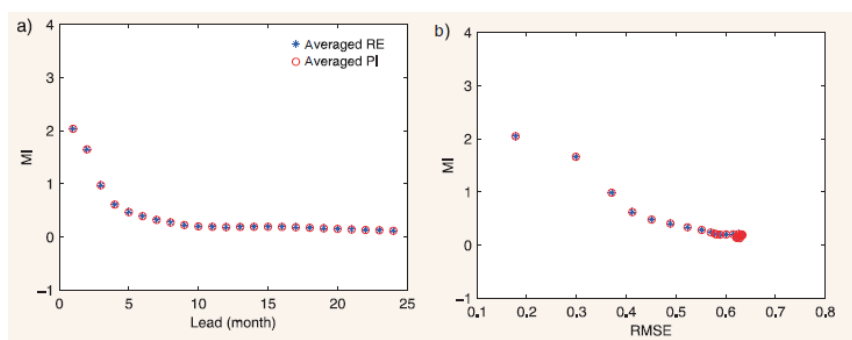 a)
4
3
2
1
0
−1
MI
* Averaged RE
○ Averaged PI
0 5 10 15 20 25
Lead (month)
b)
4
3
2
1
0
−1
MI
0.1 0.2 0.3 0.4 0.5 0.6 0.7 0.8
RMSE